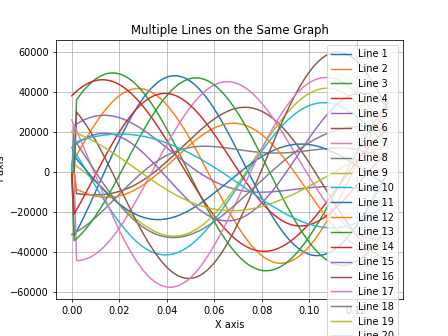 Multiple Lines on the Same Graph
60000
40000
20000
0
−20000
−40000
−60000
0.00
0.02
0.04
0.06
0.08
0.10
X axis
Line 1
Line 2
Line 3
Line 4
Line 5
Line 6
Line 7
Line 8
Line 9
Line 10
Line 11
Line 12
Line 13
Line 14
Line 15
Line 16
Line 17
Line 18
Line 19
Line 20